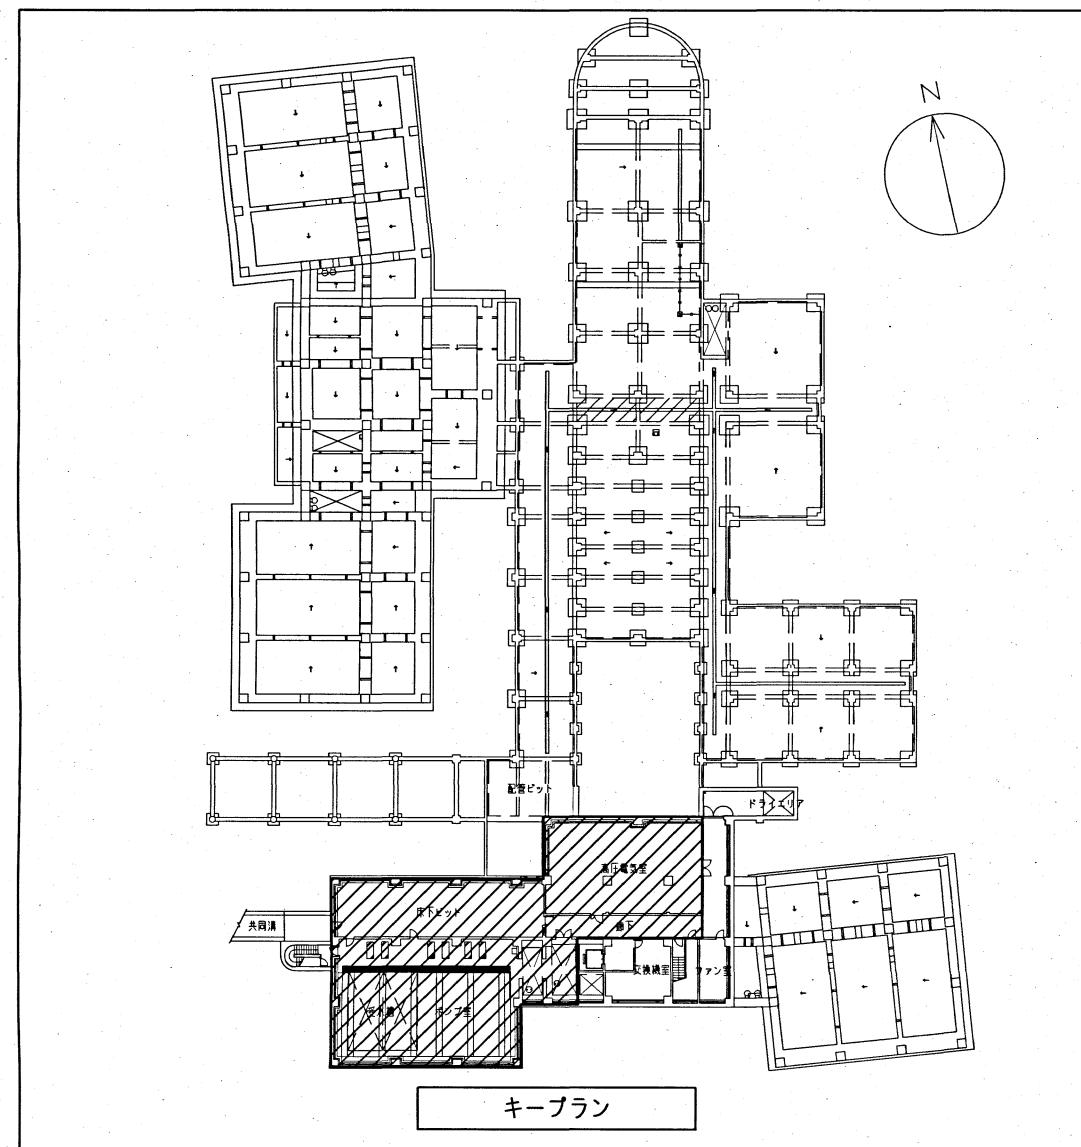 N
配管ピット
ドライエリア
高圧電気室
床下ピット
廊下
共同溝
交換機室
ファン室
受水槽
ポンプ室
キープラン